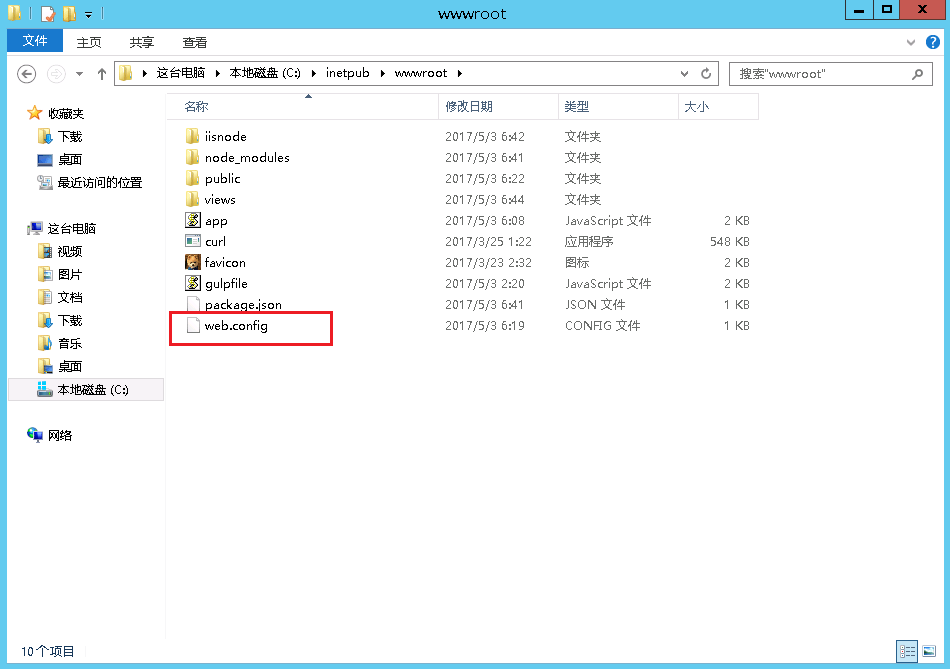 wwwroot
文件 主页 共享 查看
这台电脑 本地磁盘 (C:) inetpub wwwroot 搜索"wwwroot"
名称 修改日期 类型 大小
收藏夹
下载
桌面
最近访问的位置
这台电脑
视频
图片
文档
下载
音乐
桌面
本地磁盘 (C:)
网络
iisnode 2017/5/3 6:42 文件夹
node_modules 2017/5/3 6:41 文件夹
public 2017/5/3 6:22 文件夹
views 2017/5/3 6:44 文件夹
app 2017/5/3 6:08 JavaScript 文件 2 KB
curl 2017/3/25 1:22 应用程序 548 KB
favicon 2017/3/23 2:32 图标 2 KB
gulpfile 2017/5/3 2:20 JavaScript 文件 2 KB
package.json 2017/5/3 6:41 JSON 文件 1 KB
web.config 2017/5/3 6:19 CONFIG 文件 1 KB
10 个项目